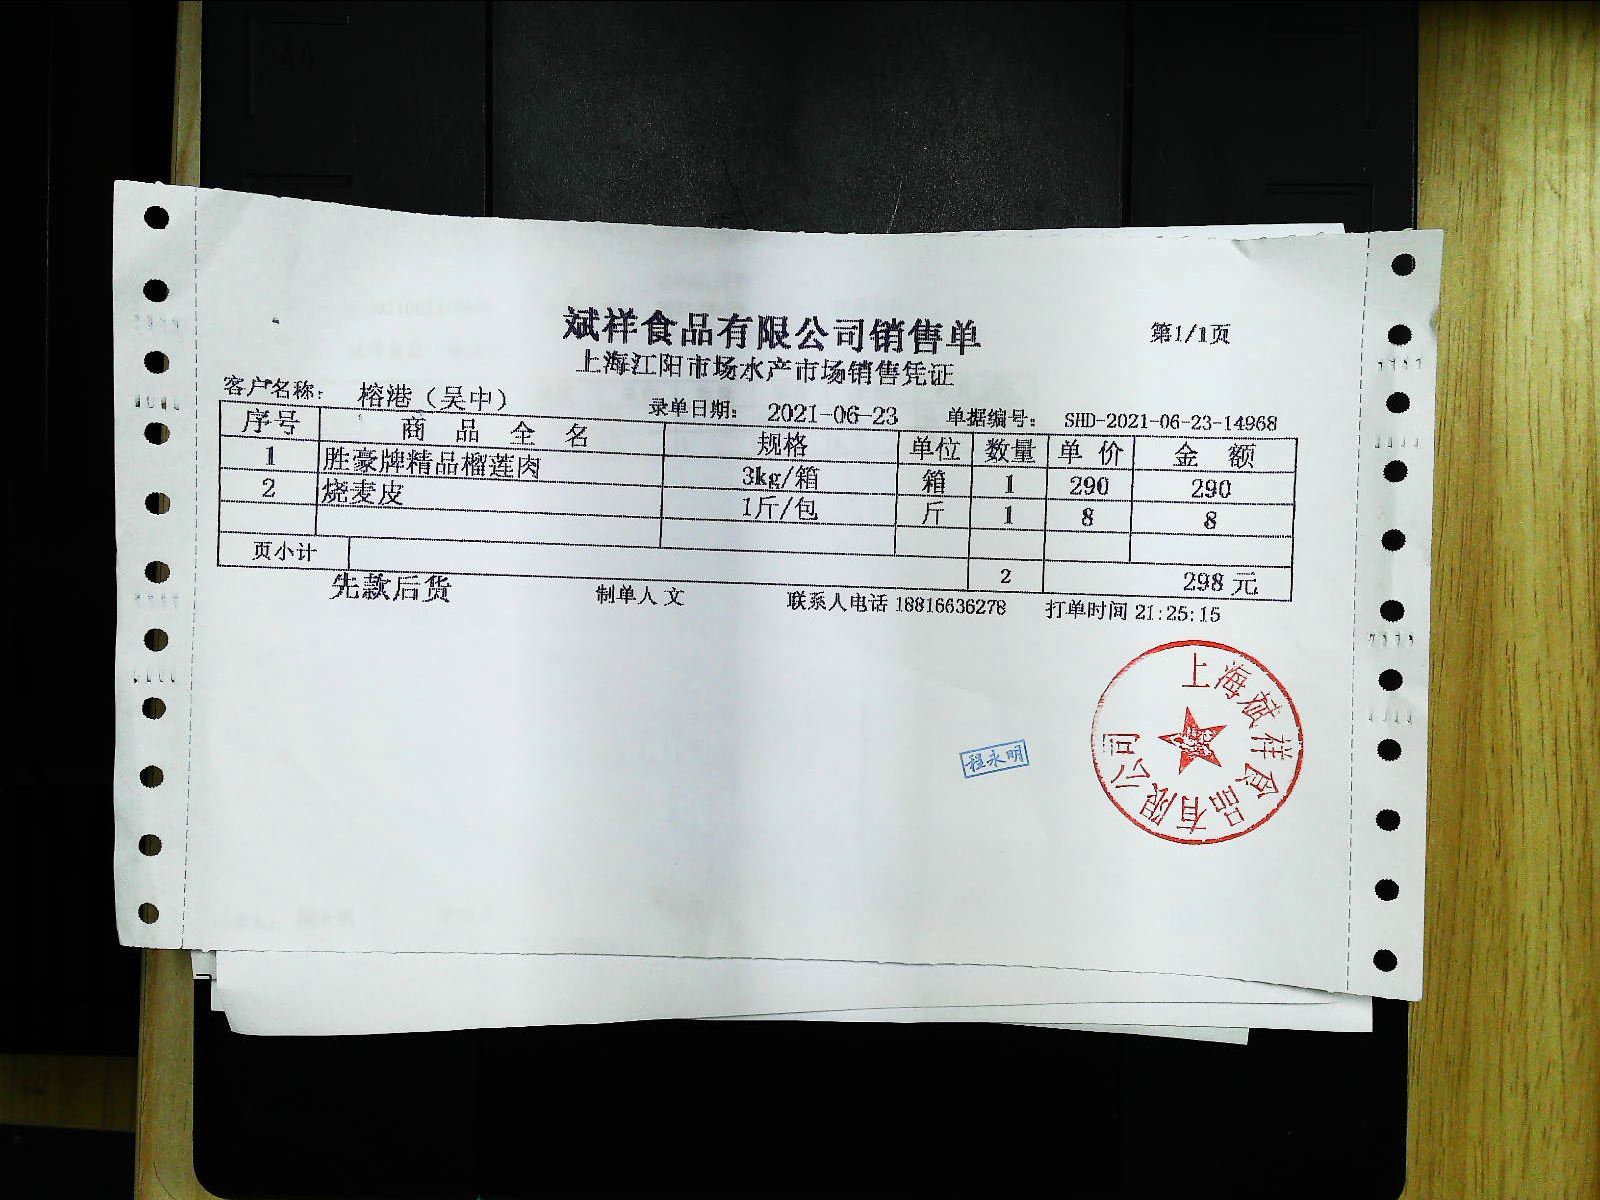 斌祥食品有限公司销售单
第1/1页
上海江阳市场水产市场销售凭证
客户名称： 榕港（吴中） 录单日期： 2021-06-23 单据编号： SHD-2021-06-23-14968
序号 商品全名 规格 单位 数量 单价 金额
1 胜豪牌精品榴莲肉 3kg/箱 箱 1 290 290
2 烧麦皮 1斤/包 斤 1 8 8
页小计 2 298元
先款后货 制单人 文 联系人电话 18816636278 打单时间 21:25:15
上海斌祥食品有限公司
程永明